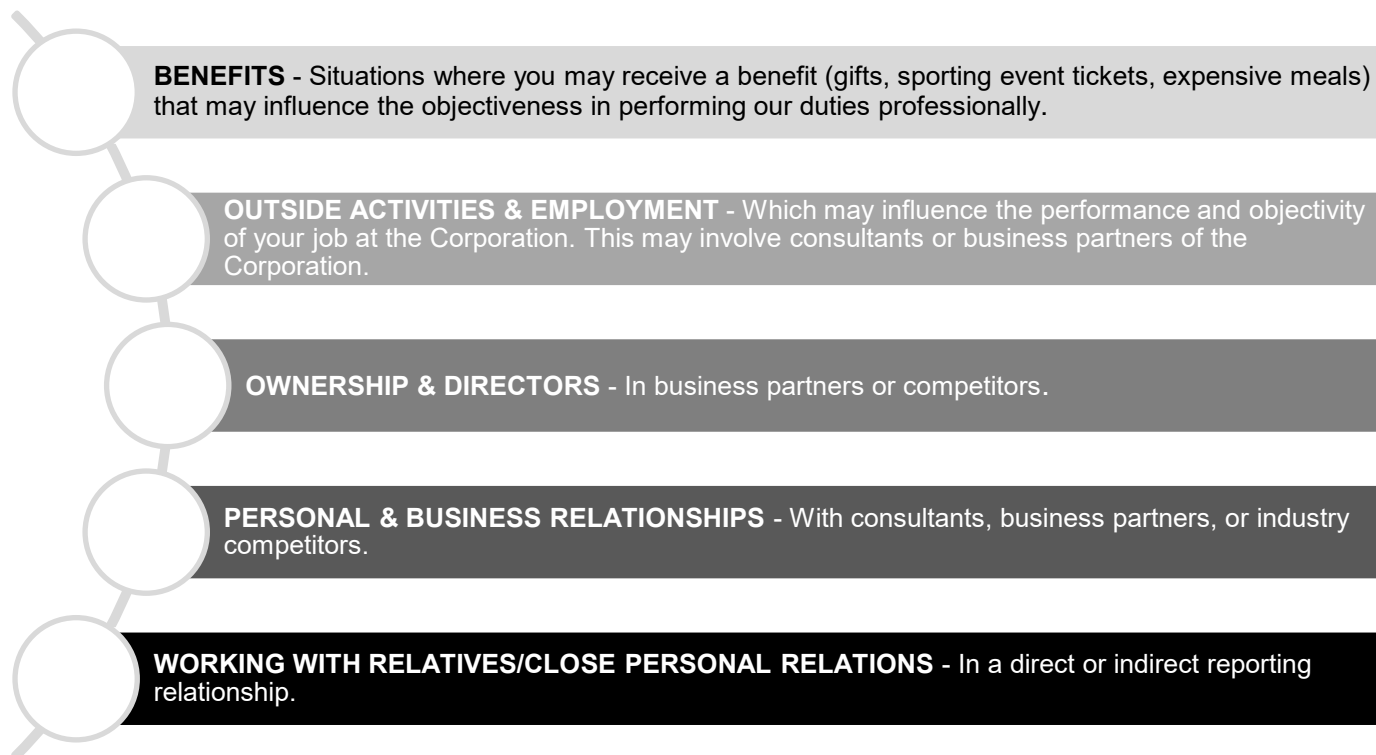 BENEFITS - Situations where you may receive a benefit (gifts, sporting event tickets, expensive meals)
that may influence the objectiveness in performing our duties professionally.
OUTSIDE ACTIVITIES & EMPLOYMENT - Which may influence the performance and objectivity
of your job at the Corporation. This may involve consultants or business partners of the
Corporation.
OWNERSHIP & DIRECTORS - In business partners or competitors.
PERSONAL & BUSINESS RELATIONSHIPS - With consultants, business partners, or industry
competitors.
WORKING WITH RELATIVES/CLOSE PERSONAL RELATIONS - In a direct or indirect reporting
relationship.